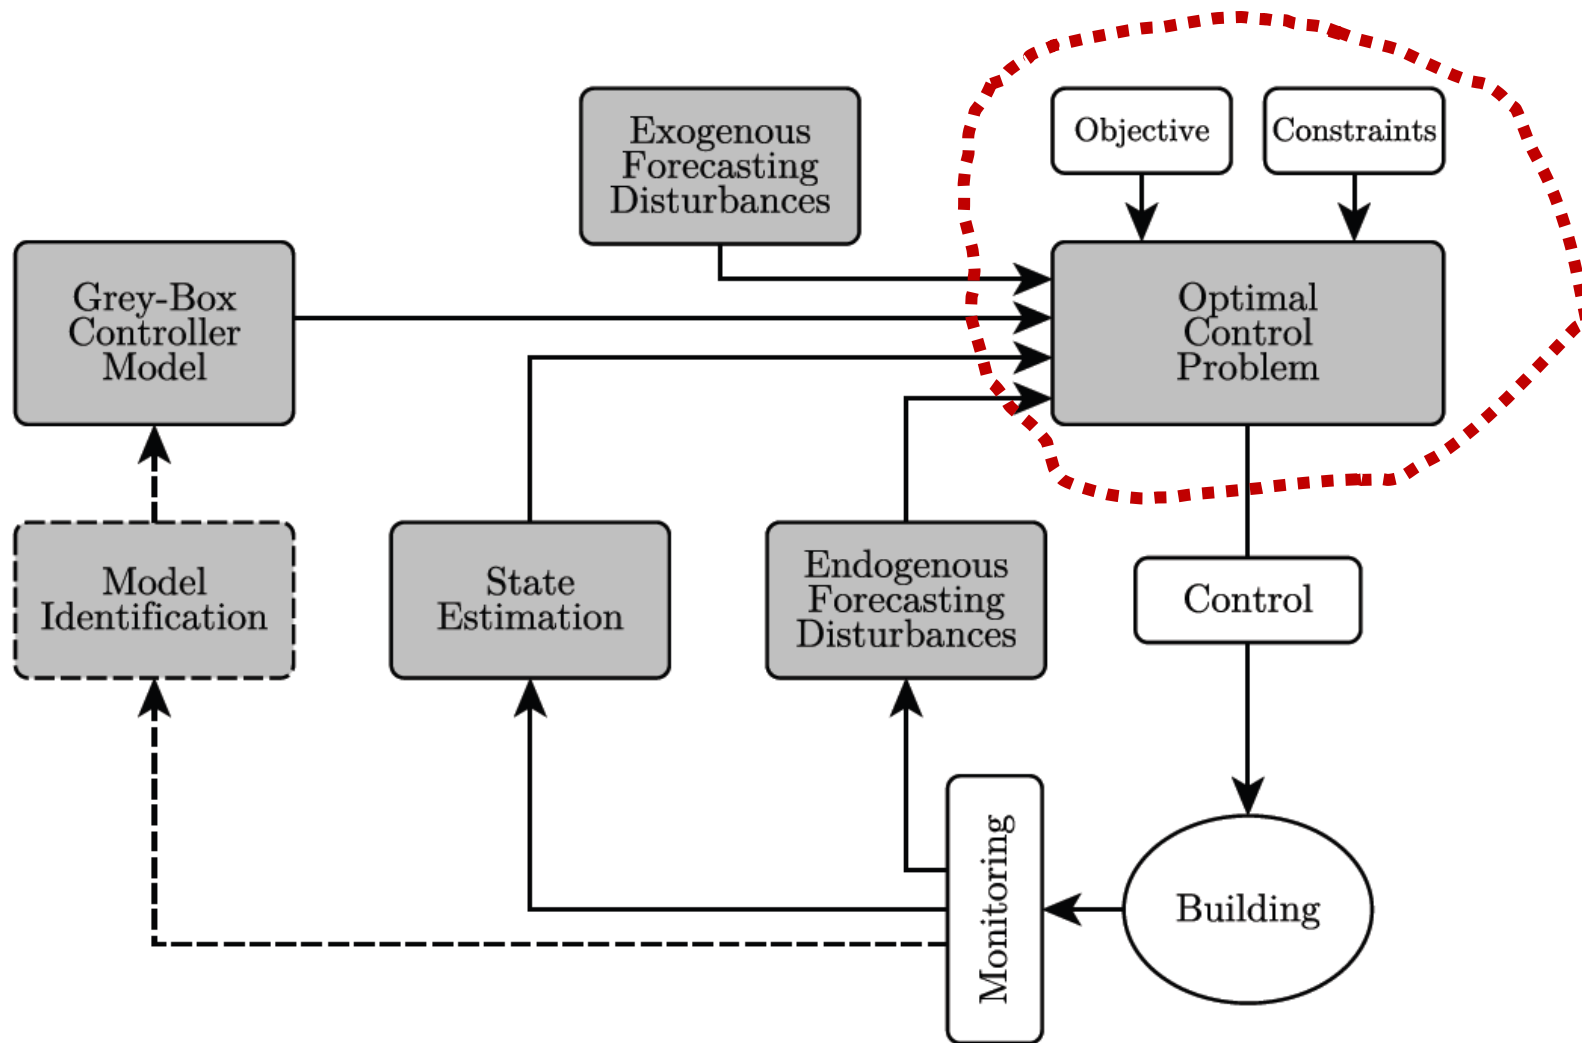 Exogenous
Forecasting
Disturbances
Objective
Constraints
Grey-Box
Controller
Model
Optimal
Control
Problem
Model
Identification
State
Estimation
Endogenous
Forecasting
Disturbances
Control
Monitoring
Building